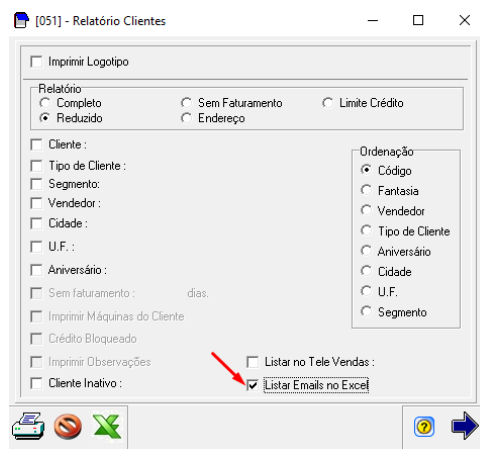 [051] - Relatório Clientes
Imprimir Logotipo
Relatório
Completo Sem Faturamento Limite Crédito
Reduzido Endereço
Cliente :
Tipo de Cliente :
Segmento:
Vendedor :
Cidade :
U.F. :
Aniversário :
Sem faturamento : dias.
Imprimir Máquinas do Cliente
Crédito Bloqueado
Imprimir Observações
Cliente Inativo :
Ordenação
Código
Fantasia
Vendedor
Tipo de Cliente
Aniversário
Cidade
U.F.
Segmento
Listar no Tele Vendas :
Listar Emails no Excel